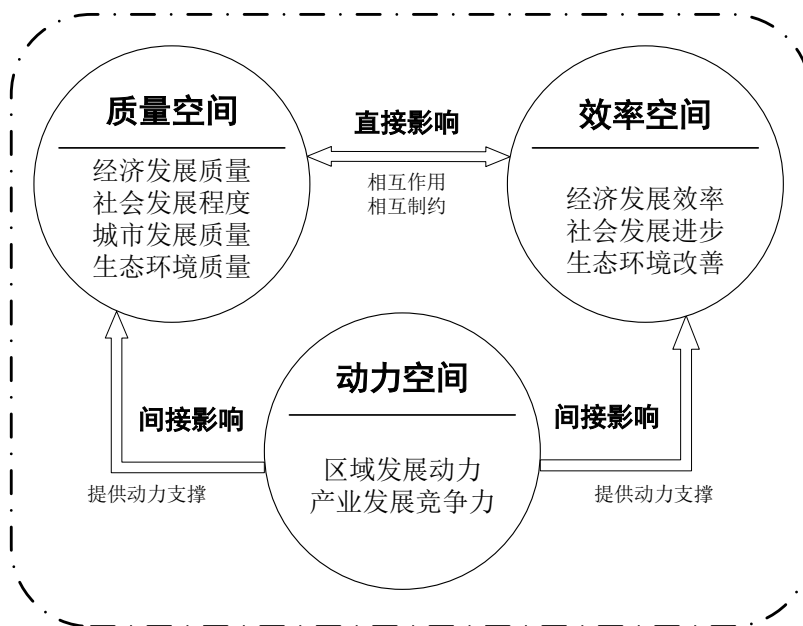 质量空间
经济发展质量
社会发展程度
城市发展质量
生态环境质量
直接影响
相互作用
相互制约
效率空间
经济发展效率
社会发展进步
生态环境改善
动力空间
区域发展动力
产业发展竞争力
间接影响
提供动力支撑
间接影响
提供动力支撑